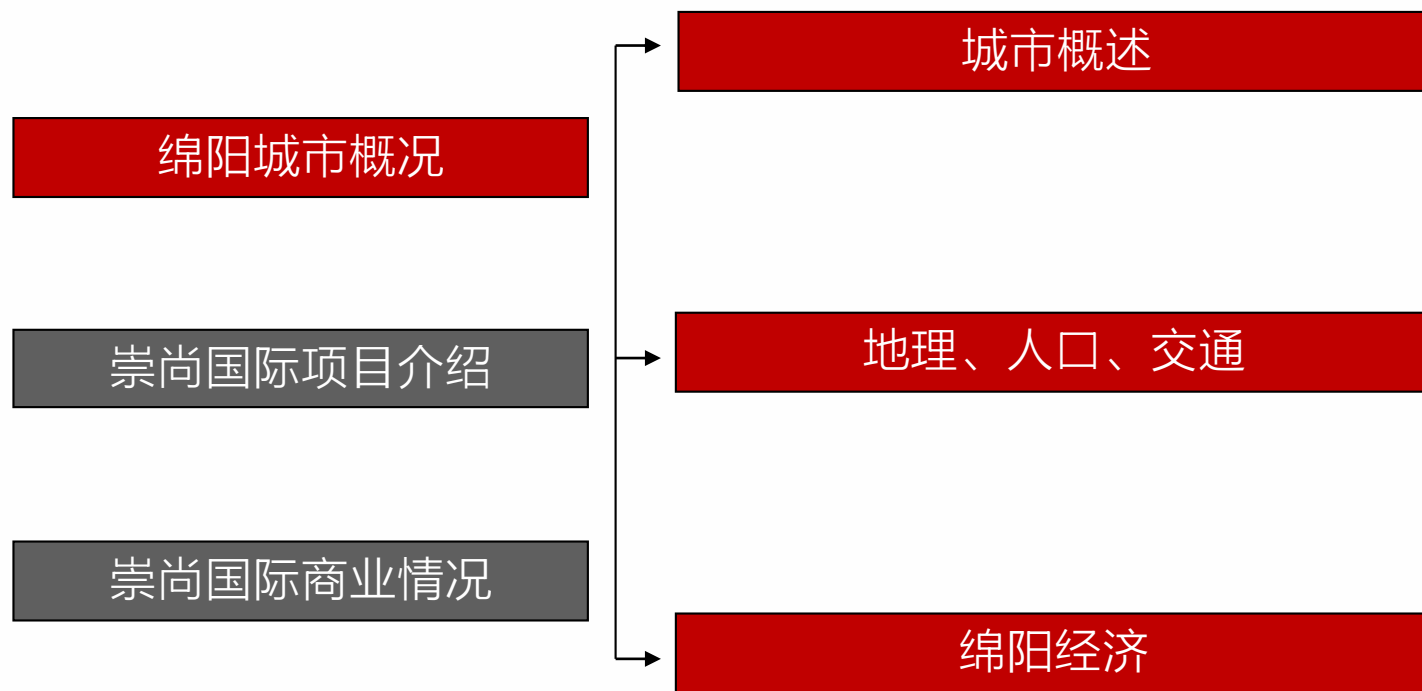 绵阳城市概况
崇尚国际项目介绍
崇尚国际商业情况
城市概述
地理、人口、交通
绵阳经济